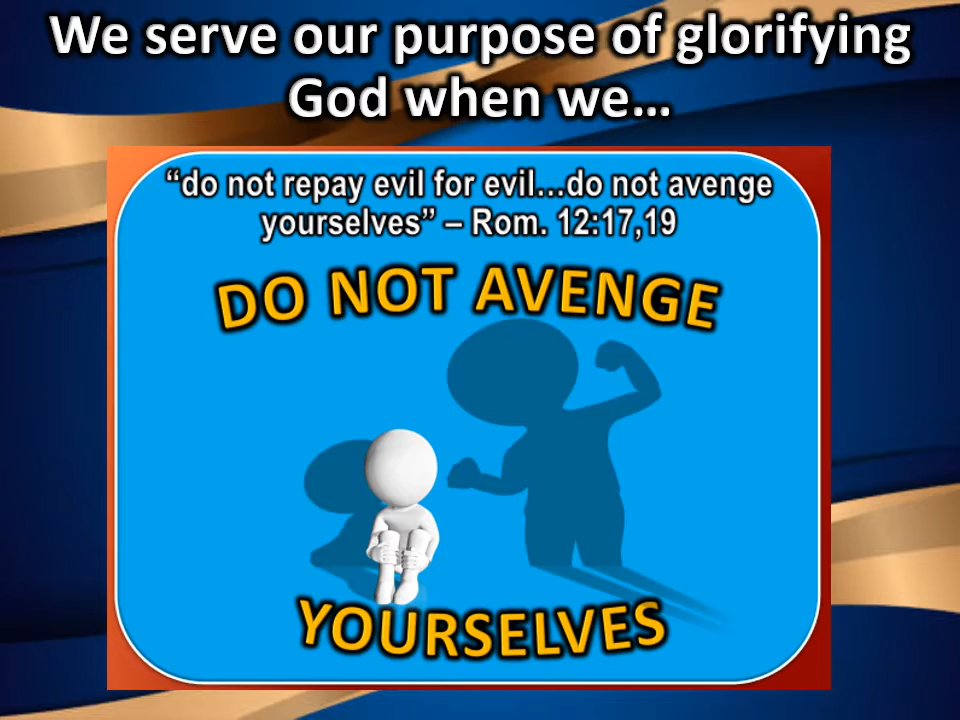 We serve our purpose of glorifying
God when we…
“do not repay evil for evil…do not avenge
yourselves” – Rom. 12:17,19
DO NOT AVENGE
YOURSELVES